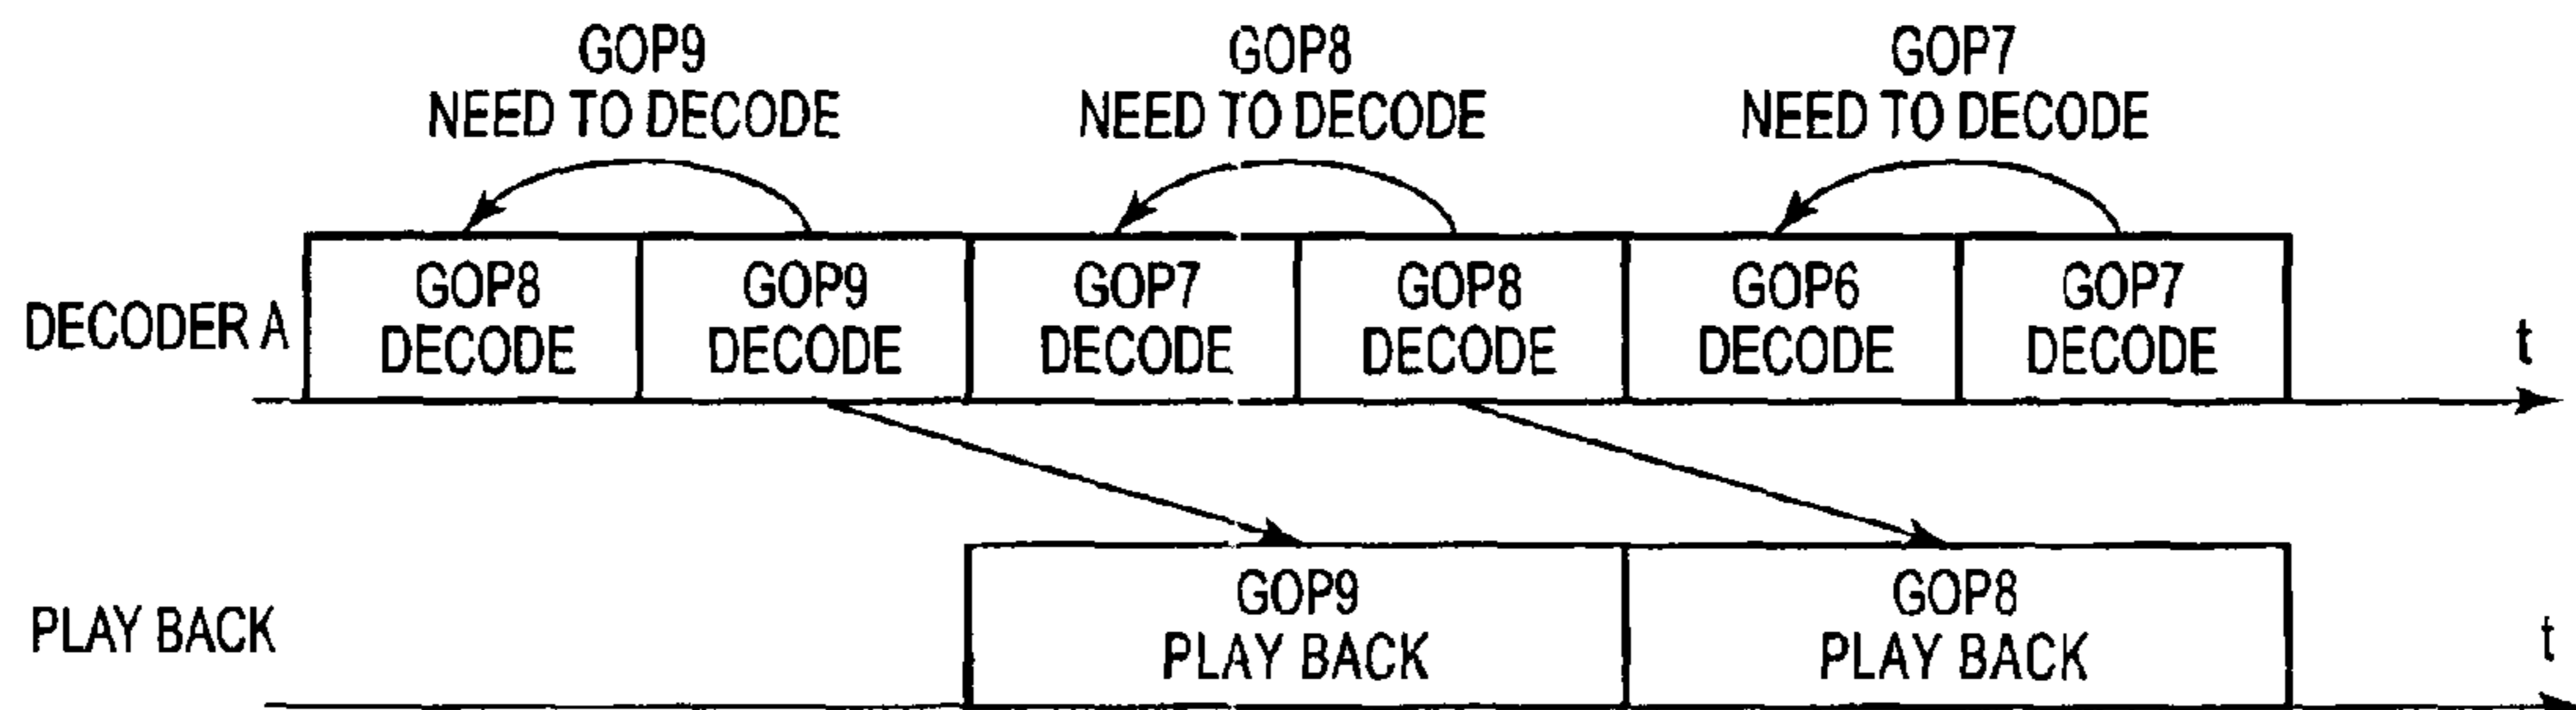 GOP9
NEED TO DECODE
GOP8
NEED TO DECODE
GOP7
NEED TO DECODE
DECODER A
GOP8
DECODE
GOP9
DECODE
GOP7
DECODE
GOP8
DECODE
GOP6
DECODE
GOP7
DECODE
t
PLAY BACK
GOP9
PLAY BACK
GOP8
PLAY BACK
t